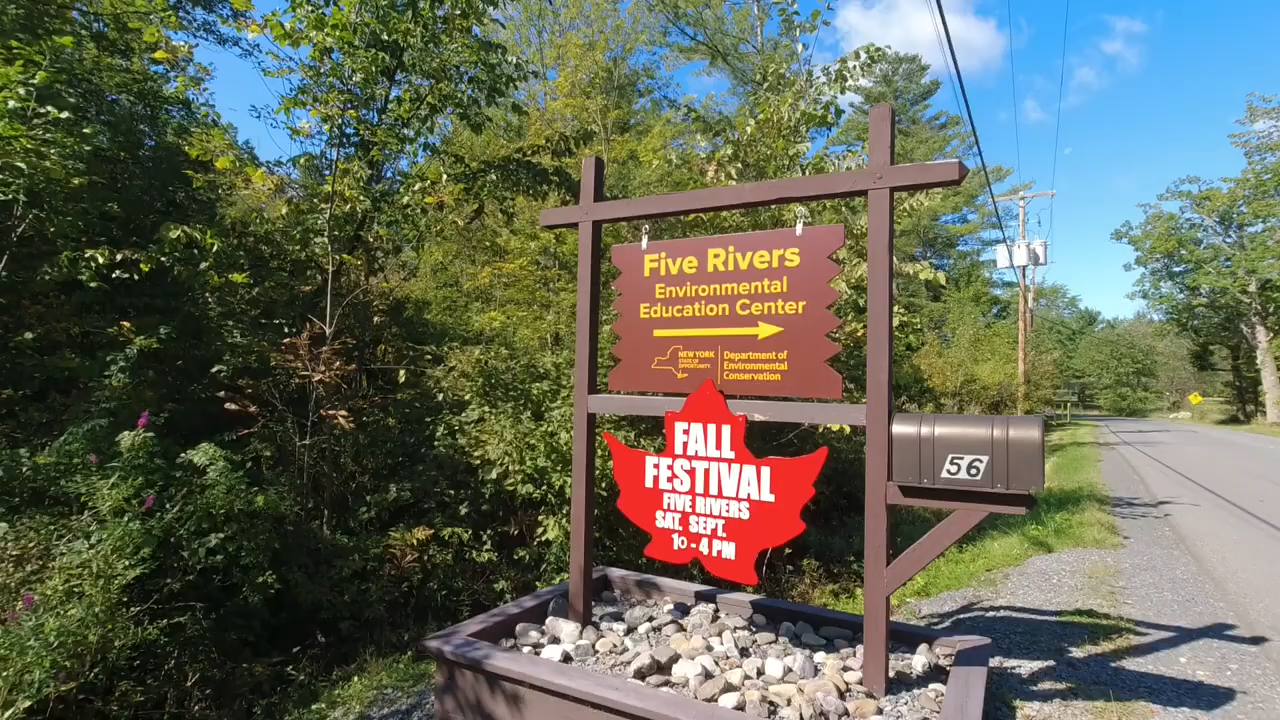 Five Rivers
Environmental
Education Center
NEW YORK
STATE OF
OPPORTUNITY.
Department of
Environmental
Conservation
FALL
FESTIVAL
FIVE RIVERS
SAT. SEPT.
10 - 4 PM
56